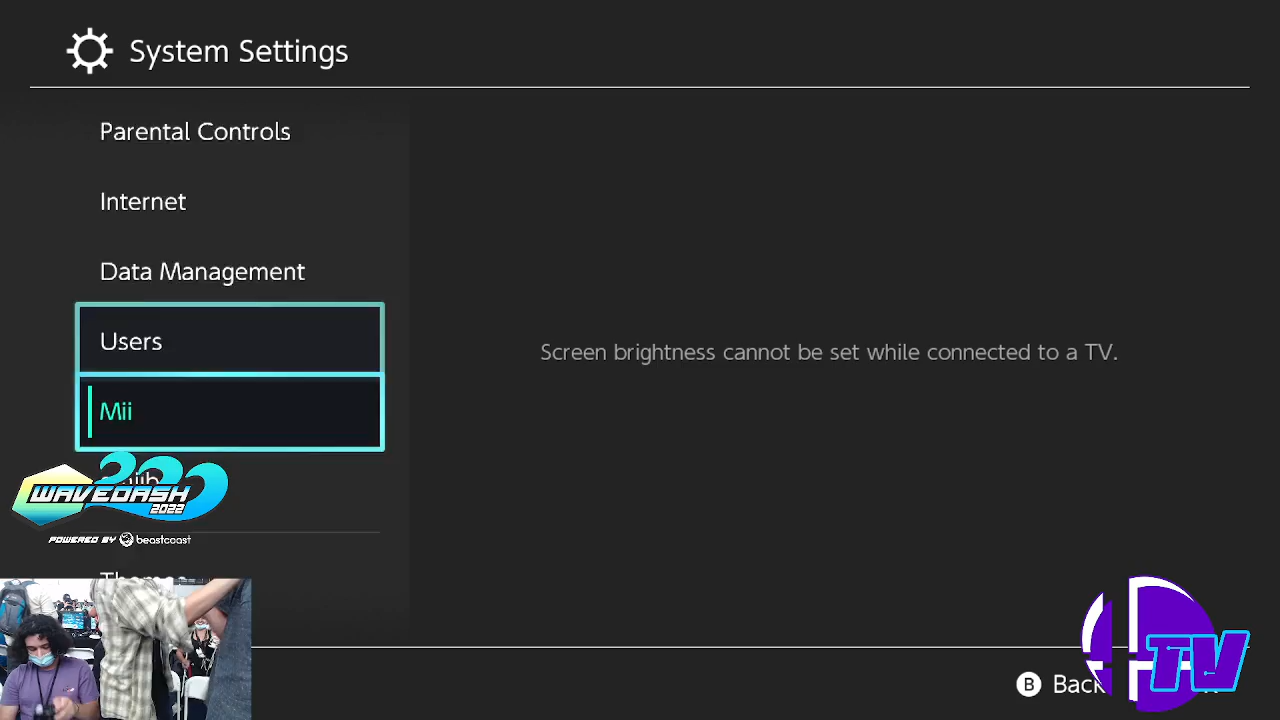 System Settings
Parental Controls
Internet
Data Management
Users
Screen brightness cannot be set while connected to a TV.
Mii
WAVEDASH
2022
POWERED BY beastcoast
Back
TV